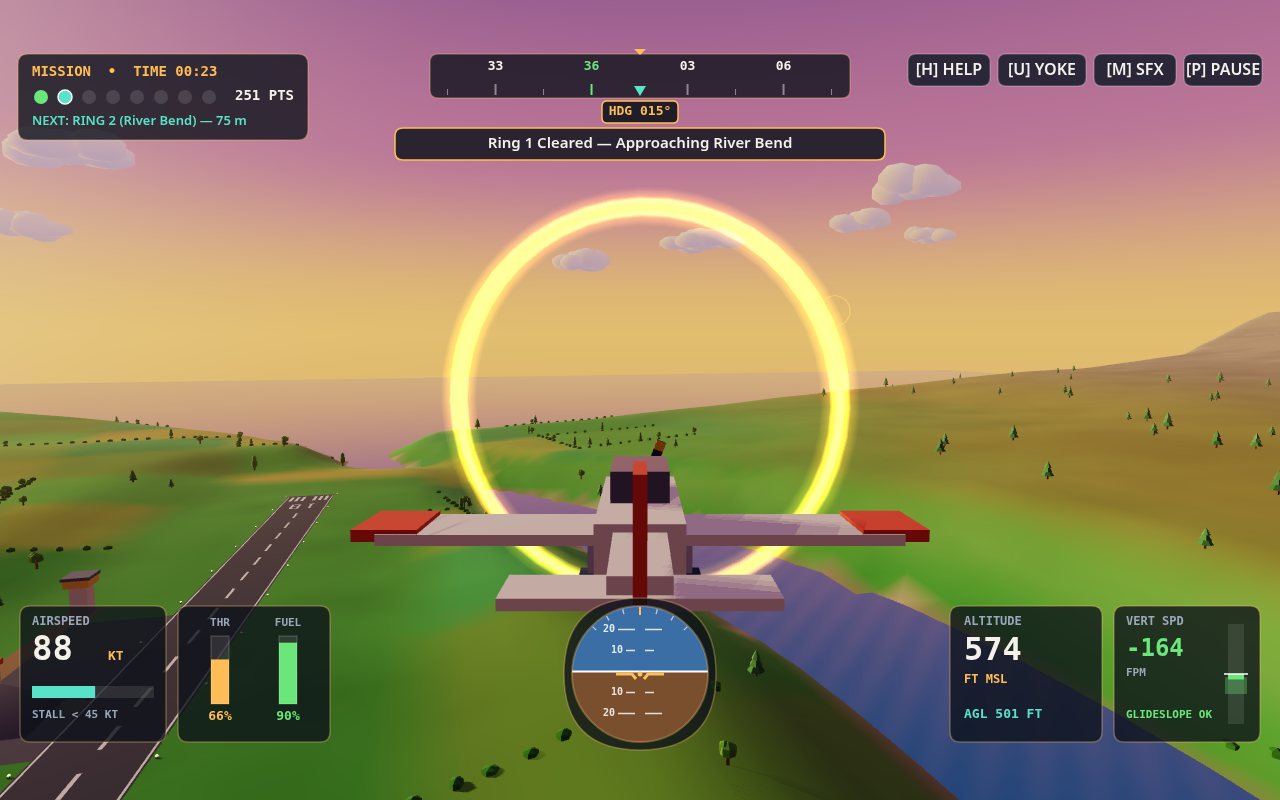 MISSION • TIME 00:23
251 PTS
NEXT: RING 2 (River Bend) — 75 m
33 36 03 06
HDG 015°
Ring 1 Cleared — Approaching River Bend
[H] HELP
[U] YOKE
[M] SFX
[P] PAUSE
AIRSPEED
88 KT
STALL < 45 KT
THR FUEL
66% 90%
20
10
10
20
ALTITUDE
574
FT MSL
AGL 501 FT
VERT SPD
-164
FPM
GLIDESLOPE OK